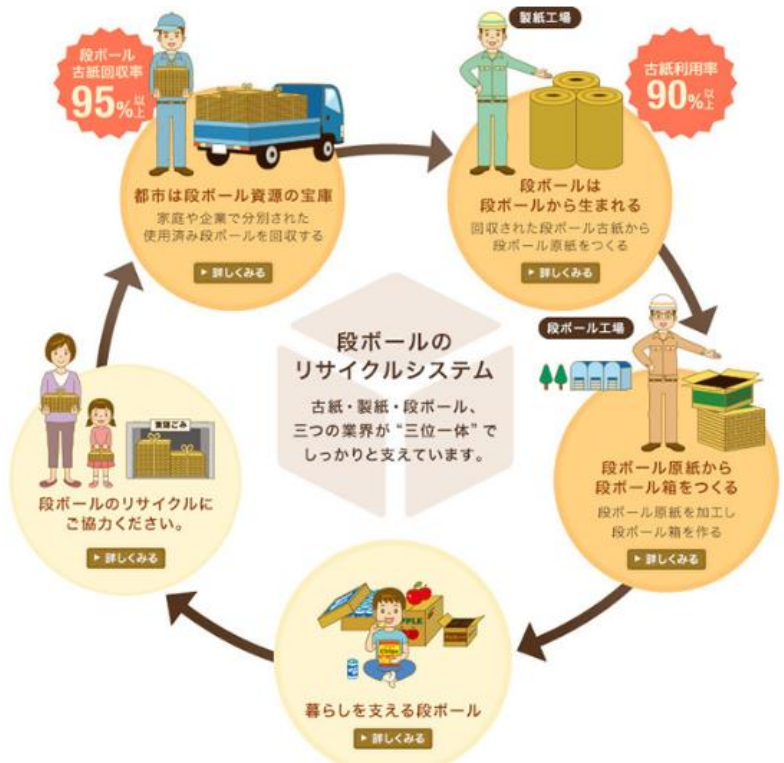 段ボール
古紙回収率
95%以上
都市は段ボール資源の宝庫
家庭や企業で分別された
使用済み段ボールを回収する
▶ 詳しくみる
製紙工場
古紙利用率
90%以上
段ボールは
段ボールから生まれる
回収された段ボール古紙から
段ボール原紙をつくる
▶ 詳しくみる
段ボールの
リサイクルシステム
古紙・製紙・段ボール、
三つの業界が“三位一体”で
しっかりと支えています。
段ボール工場
段ボール原紙から
段ボール箱をつくる
段ボール原紙を加工し
段ボール箱を作る
▶ 詳しくみる
APPLE
Chips
暮らしを支える段ボール
▶ 詳しくみる
資源ごみ
段ボールのリサイクルに
ご協力ください。
▶ 詳しくみる